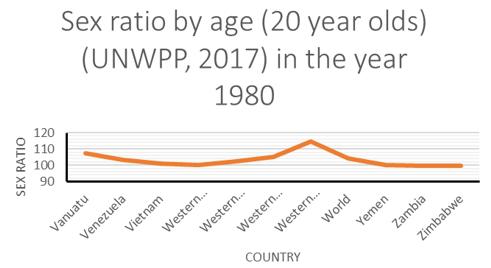 Sex ratio by age (20 year olds)
(UNWPP, 2017) in the year
1980
SEX RATIO
120
110
100
90
Vanuatu
Venezuela
Vietnam
Western...
Western...
Western...
Western...
World
Yemen
Zambia
Zimbabwe
COUNTRY